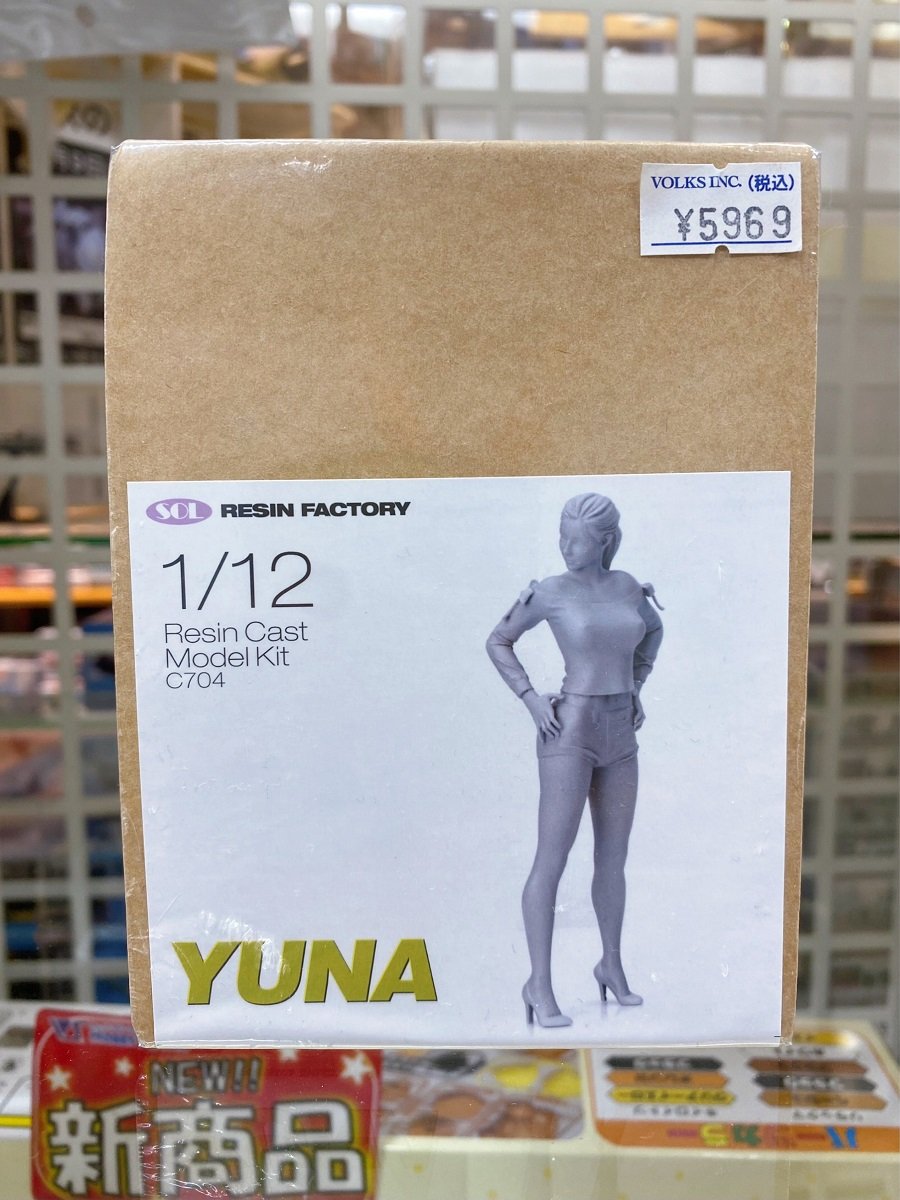 VOLKS INC. (税込)
¥5969
SOL RESIN FACTORY
1/12
Resin Cast
Model Kit
C704
YUNA
NEW!!
新商品